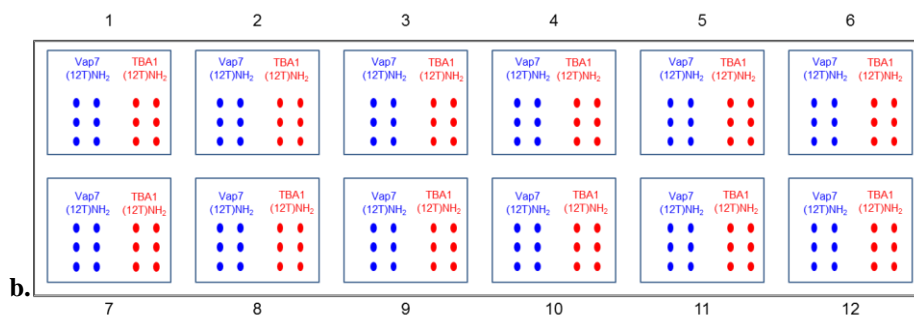 1 2 3 4 5 6
Vap7 TBA1 Vap7 TBA1 Vap7 TBA1 Vap7 TBA1 Vap7 TBA1 Vap7 TBA1
(12T)NH₂ (12T)NH₂ (12T)NH₂ (12T)NH₂ (12T)NH₂ (12T)NH₂ (12T)NH₂ (12T)NH₂ (12T)NH₂ (12T)NH₂ (12T)NH₂ (12T)NH₂
Vap7 TBA1 Vap7 TBA1 Vap7 TBA1 Vap7 TBA1 Vap7 TBA1 Vap7 TBA1
(12T)NH₂ (12T)NH₂ (12T)NH₂ (12T)NH₂ (12T)NH₂ (12T)NH₂ (12T)NH₂ (12T)NH₂ (12T)NH₂ (12T)NH₂ (12T)NH₂ (12T)NH₂
b.
7 8 9 10 11 12